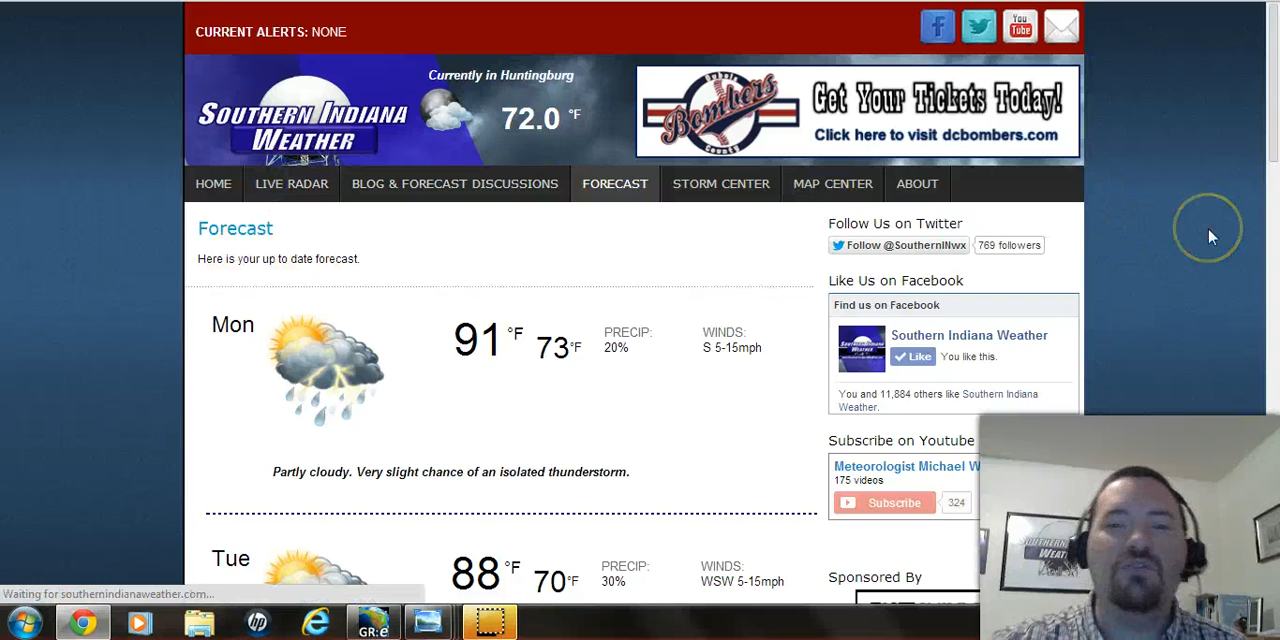 CURRENT ALERTS: NONE
You
Tube
Currently in Huntingburg
72.0 °F
SOUTHERN INDIANA
WEATHER
Dubois
Bombers
County
Get Your Tickets Today!
Click here to visit dcbombers.com
HOME
LIVE RADAR
BLOG & FORECAST DISCUSSIONS
FORECAST
STORM CENTER
MAP CENTER
ABOUT
Forecast
Here is your up to date forecast.
Mon
91 °F 73°F
PRECIP:
20%
WINDS:
S 5-15mph
Partly cloudy. Very slight chance of an isolated thunderstorm.
Tue
88 °F 70°F
PRECIP:
30%
WINDS:
WSW 5-15mph
Follow Us on Twitter
Follow @SouthernINwx
769 followers
Like Us on Facebook
Find us on Facebook
Southern Indiana Weather
Like
You like this.
You and 11,884 others like Southern Indiana
Weather.
Subscribe on Youtube
Meteorologist Michael W
175 videos
Subscribe
324
Sponsored By
Waiting for southernindianaweather.com...
hp
GR:e